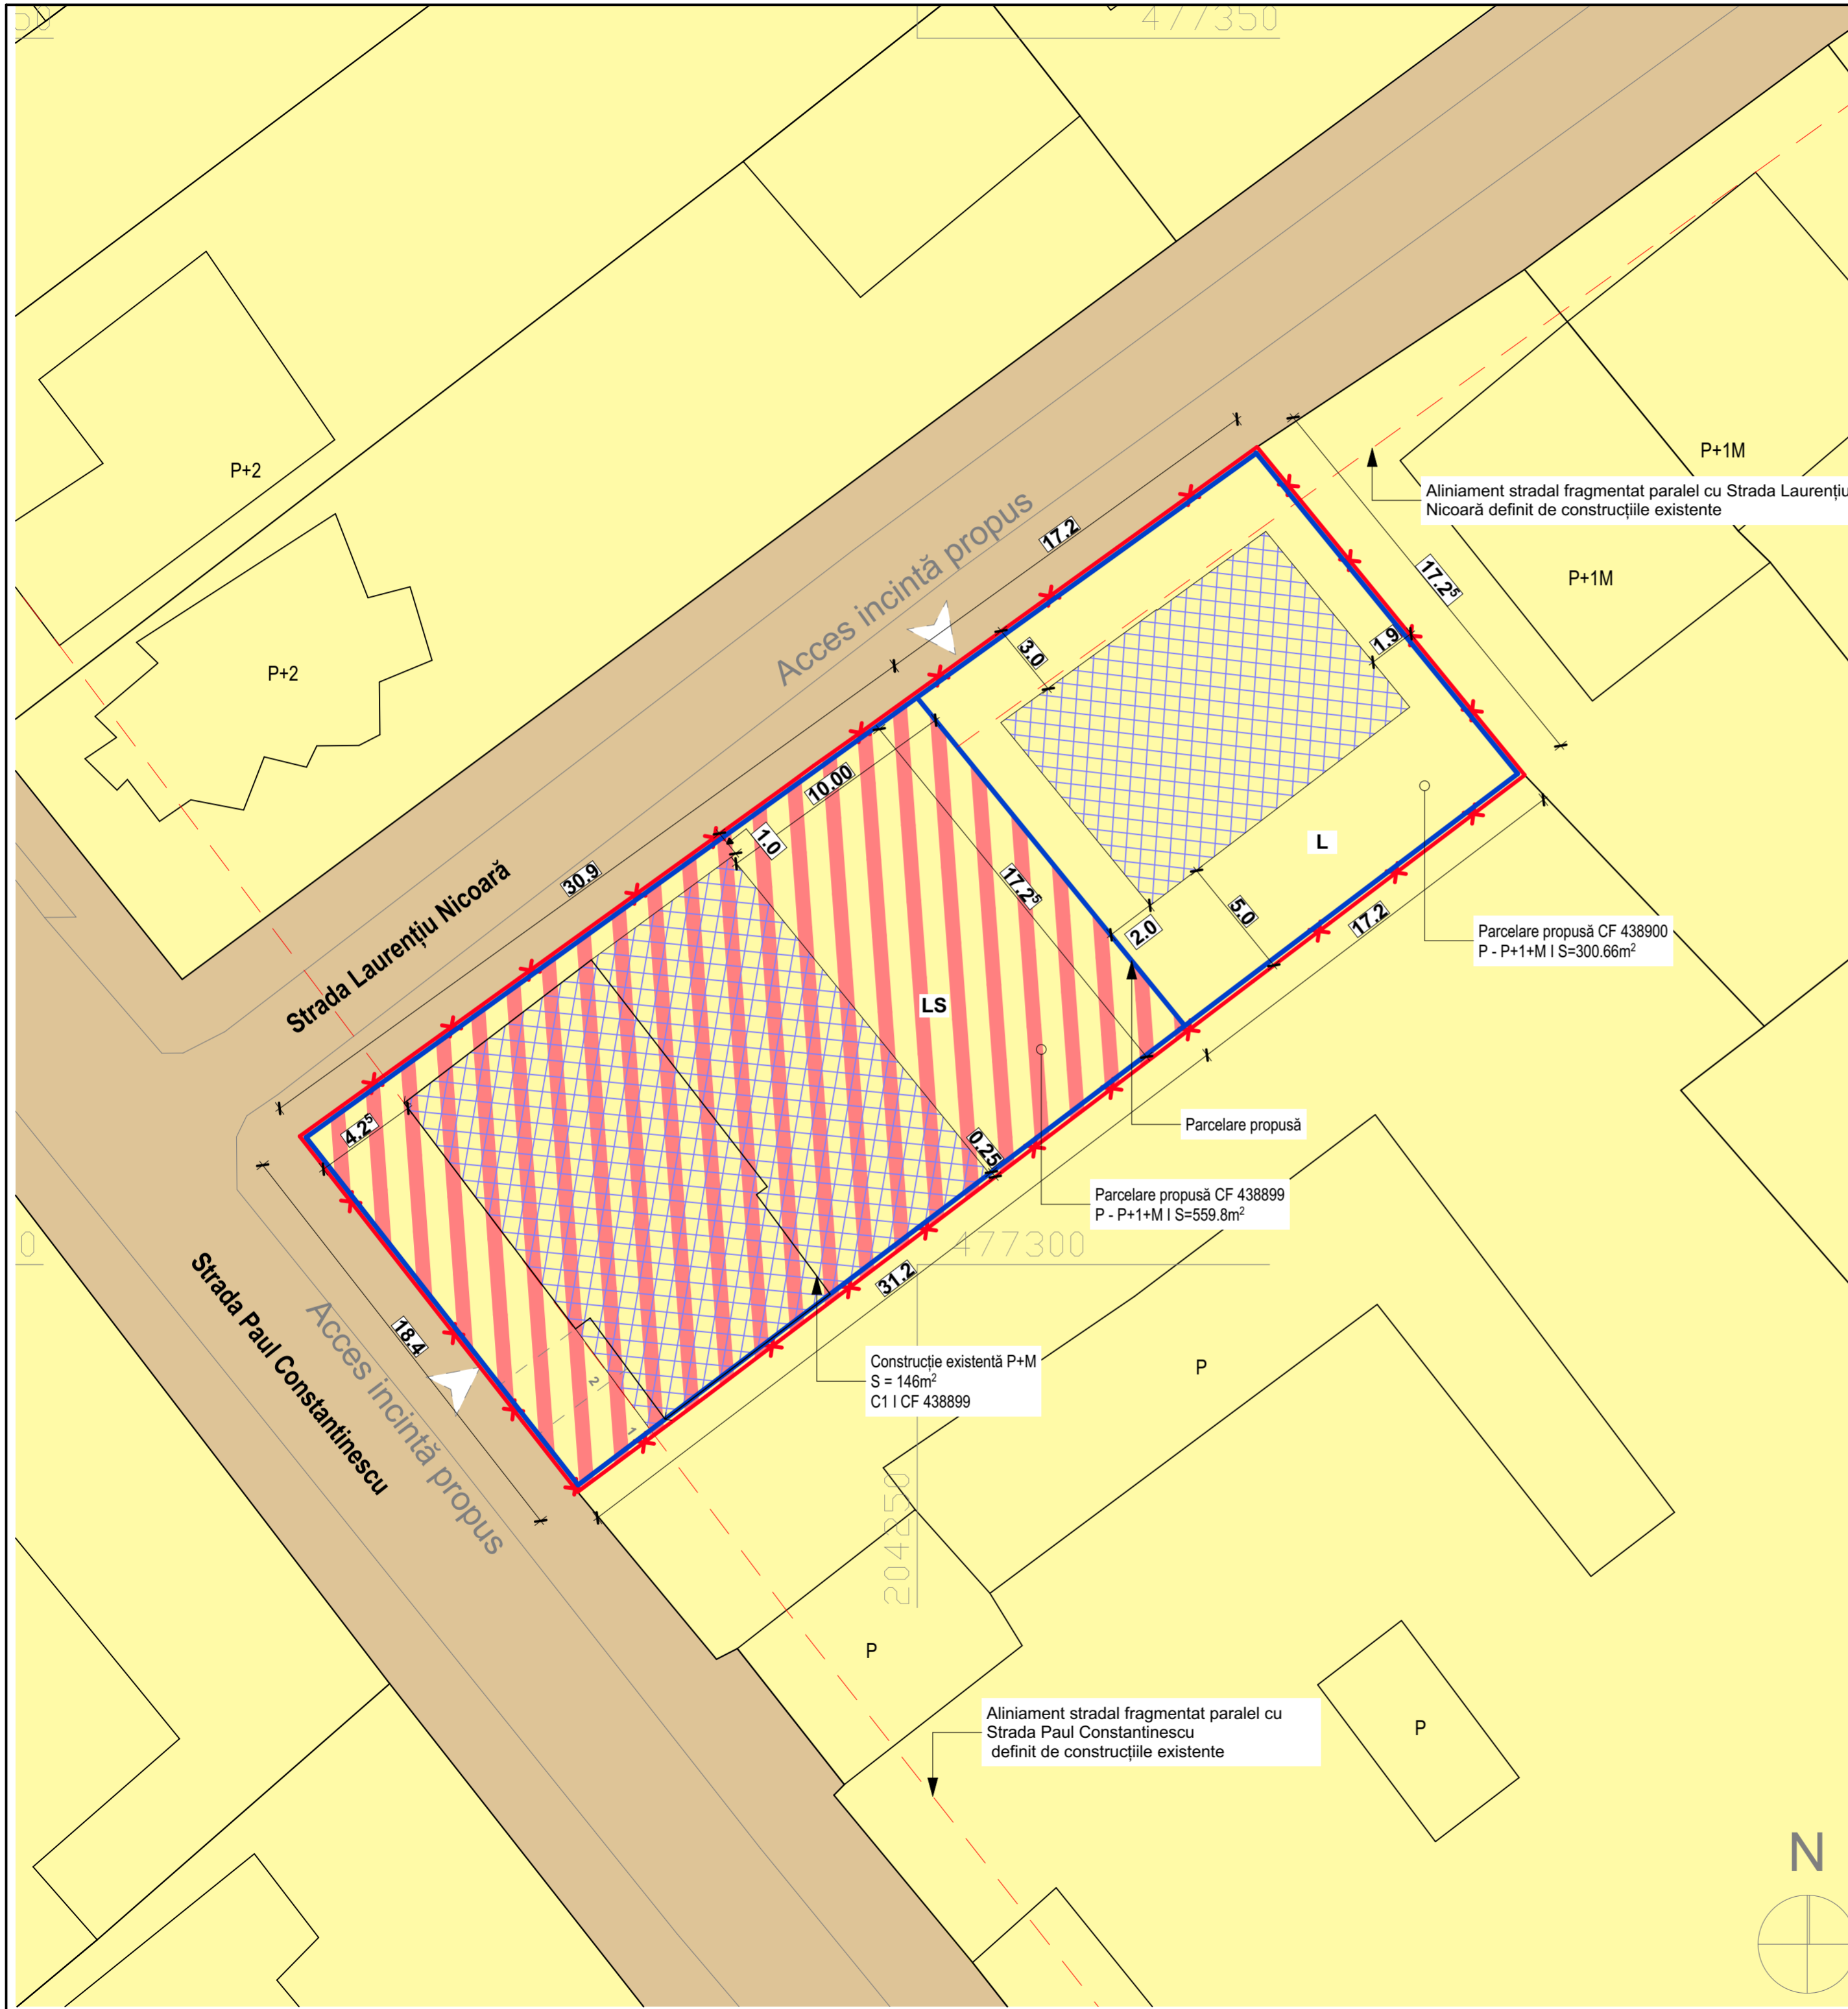 50
477350
P+2
P+2
P+1M
P+1M
Aliniament stradal fragmentat paralel cu Strada Laurențiu
Nicoară definit de construcțiile existente
Acces incintă propus
17.2
17.2⁵
3.0
1.9
10.00
1.0
30.9
17.2⁵
L
5.0
2.0
17.2
Parcelare propusă CF 438900
P - P+1+M I S=300.66m²
Strada Laurențiu Nicoară
LS
4.2⁵
0.25
Parcelare propusă
Parcelare propusă CF 438899
P - P+1+M I S=559.8m²
0
477300
31.2
Strada Paul Constantinescu
Acces incintă propus
18.4
2
1
Construcție existentă P+M
S = 146m²
C1 I CF 438899
P
204250
P
P
Aliniament stradal fragmentat paralel cu
Strada Paul Constantinescu
definit de construcțiile existente
N